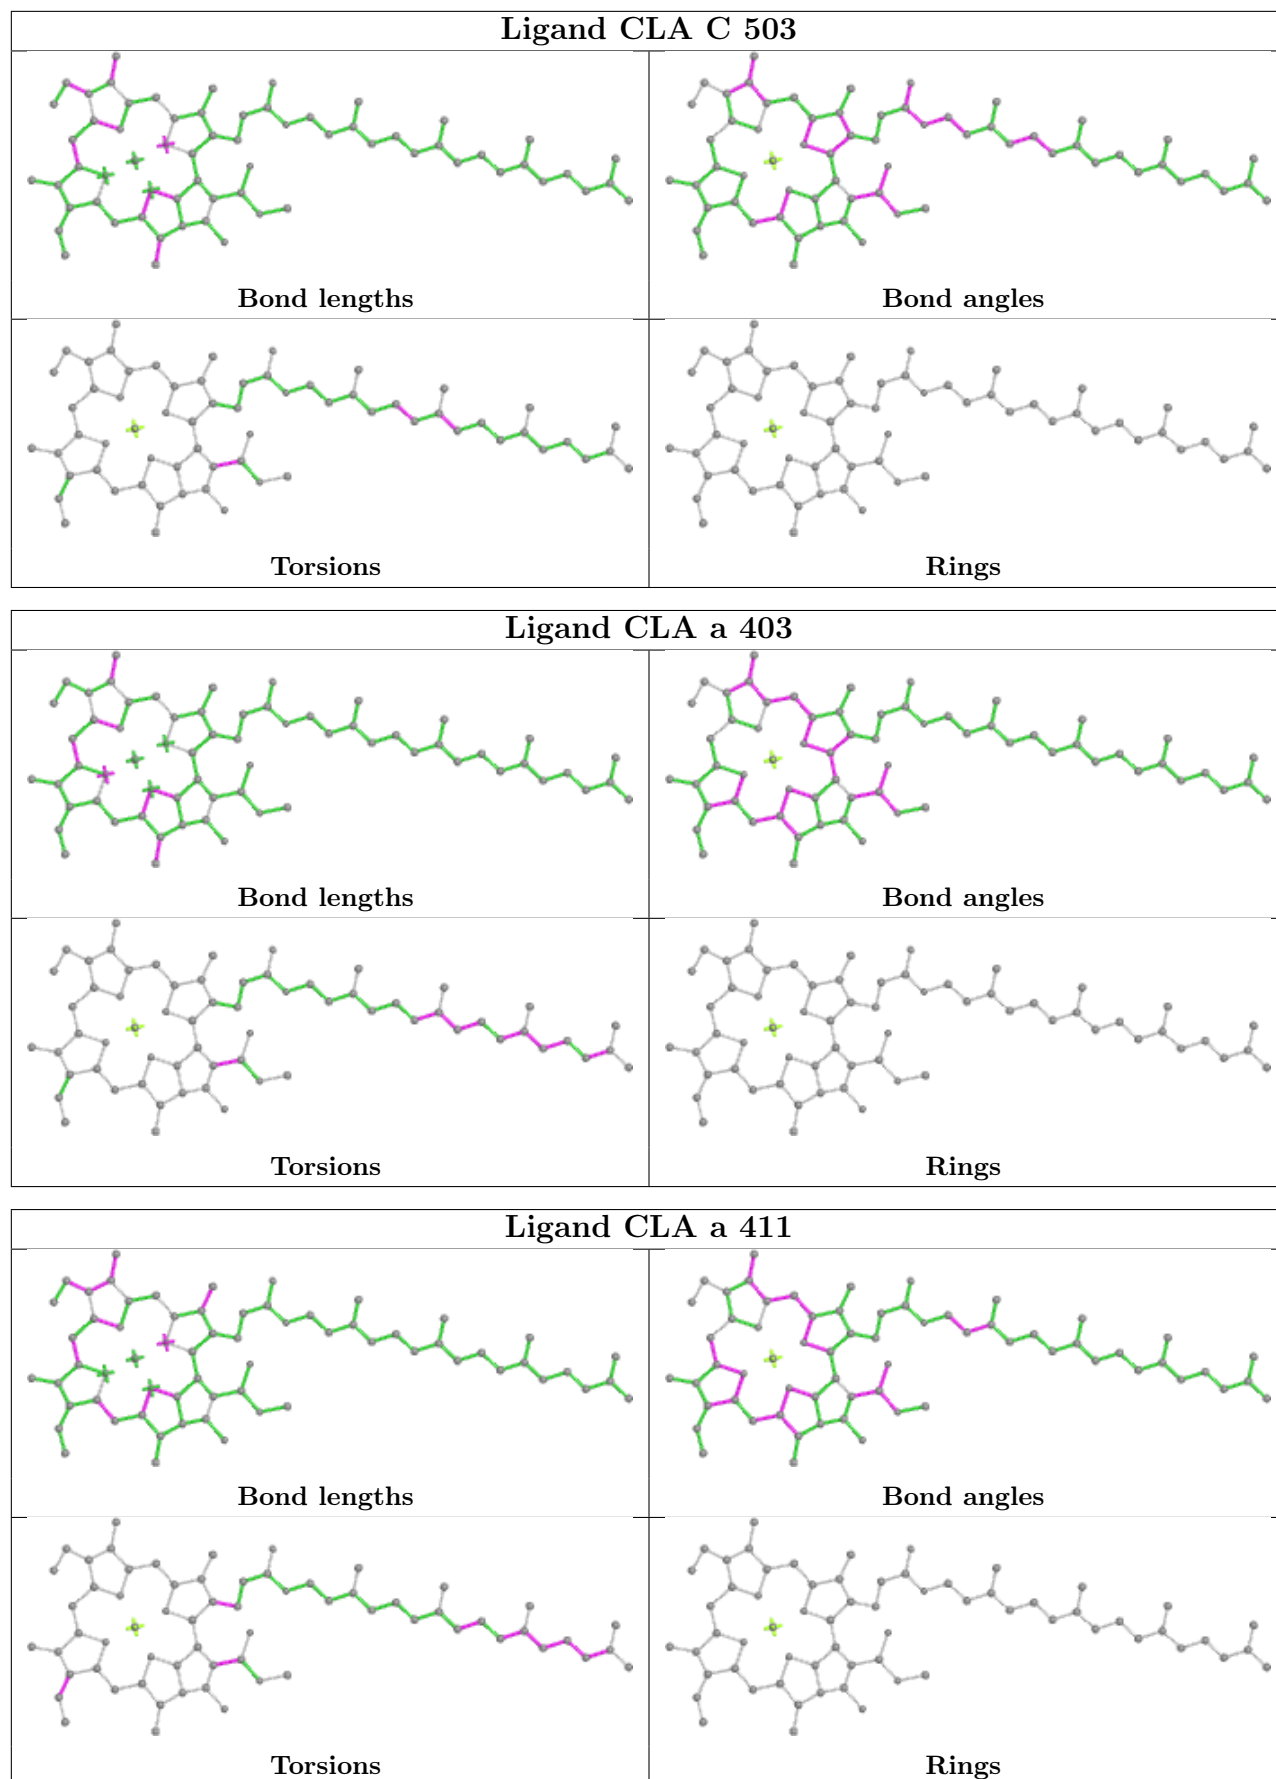 Ligand CLA C 503
Bond lengths
Bond angles
Torsions
Rings
Ligand CLA a 403
Bond lengths
Bond angles
Torsions
Rings
Ligand CLA a 411
Bond lengths
Bond angles
Torsions
Rings